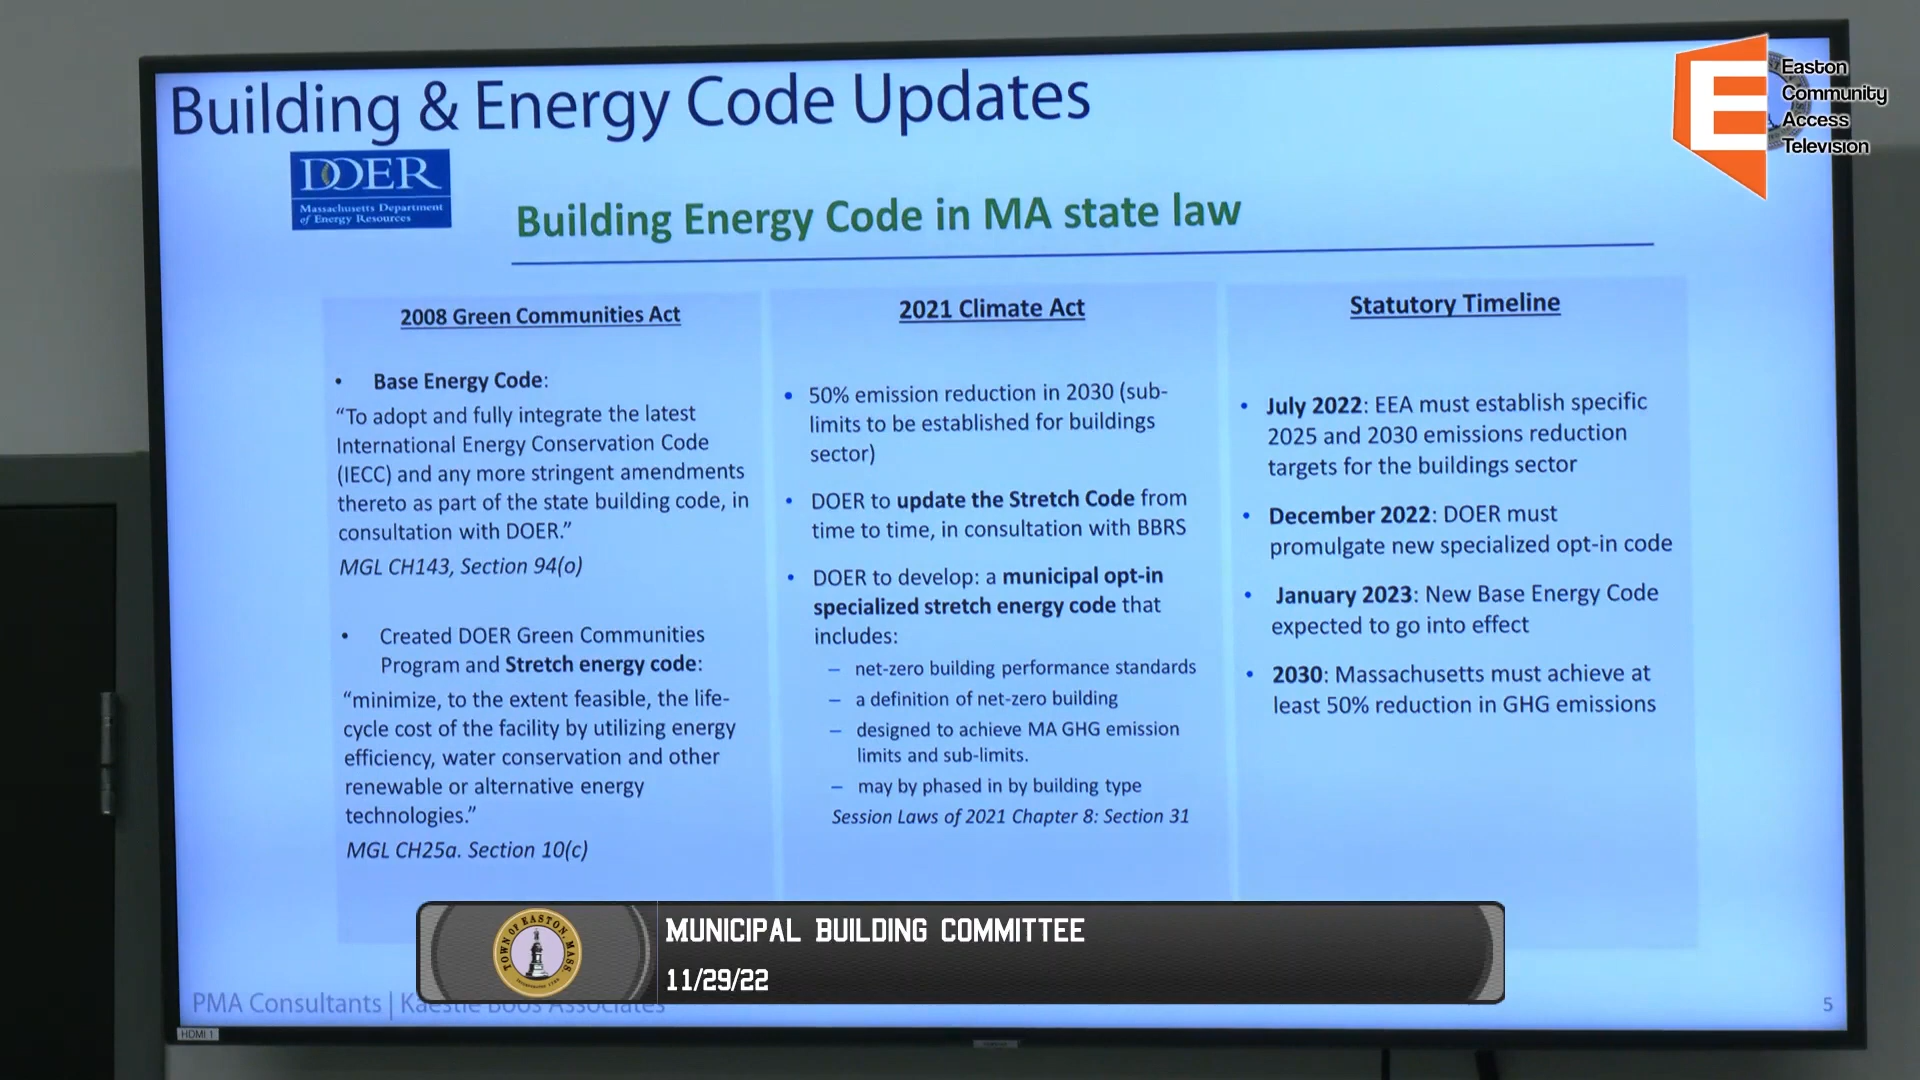 Building & Energy Code Updates
Easton
Community
Access
Television
DOER
Massachusetts Department
of Energy Resources
Building Energy Code in MA state law
2008 Green Communities Act
• Base Energy Code:
“To adopt and fully integrate the latest
International Energy Conservation Code
(IECC) and any more stringent amendments
thereto as part of the state building code, in
consultation with DOER.”
MGL CH143, Section 94(o)
• Created DOER Green Communities
Program and Stretch energy code:
“minimize, to the extent feasible, the life-
cycle cost of the facility by utilizing energy
efficiency, water conservation and other
renewable or alternative energy
technologies.”
MGL CH25a. Section 10(c)
2021 Climate Act
• 50% emission reduction in 2030 (sub-
limits to be established for buildings
sector)
• DOER to update the Stretch Code from
time to time, in consultation with BBRS
• DOER to develop: a municipal opt-in
specialized stretch energy code that
includes:
– net-zero building performance standards
– a definition of net-zero building
– designed to achieve MA GHG emission
limits and sub-limits.
– may by phased in by building type
Session Laws of 2021 Chapter 8: Section 31
Statutory Timeline
• July 2022: EEA must establish specific
2025 and 2030 emissions reduction
targets for the buildings sector
• December 2022: DOER must
promulgate new specialized opt-in code
• January 2023: New Base Energy Code
expected to go into effect
• 2030: Massachusetts must achieve at
least 50% reduction in GHG emissions
TOWN OF EASTON, MASS.
MUNICIPAL BUILDING COMMITTEE
11/29/22
PMA Consultants | Kaestle Boos Associates
5
HDMI 1